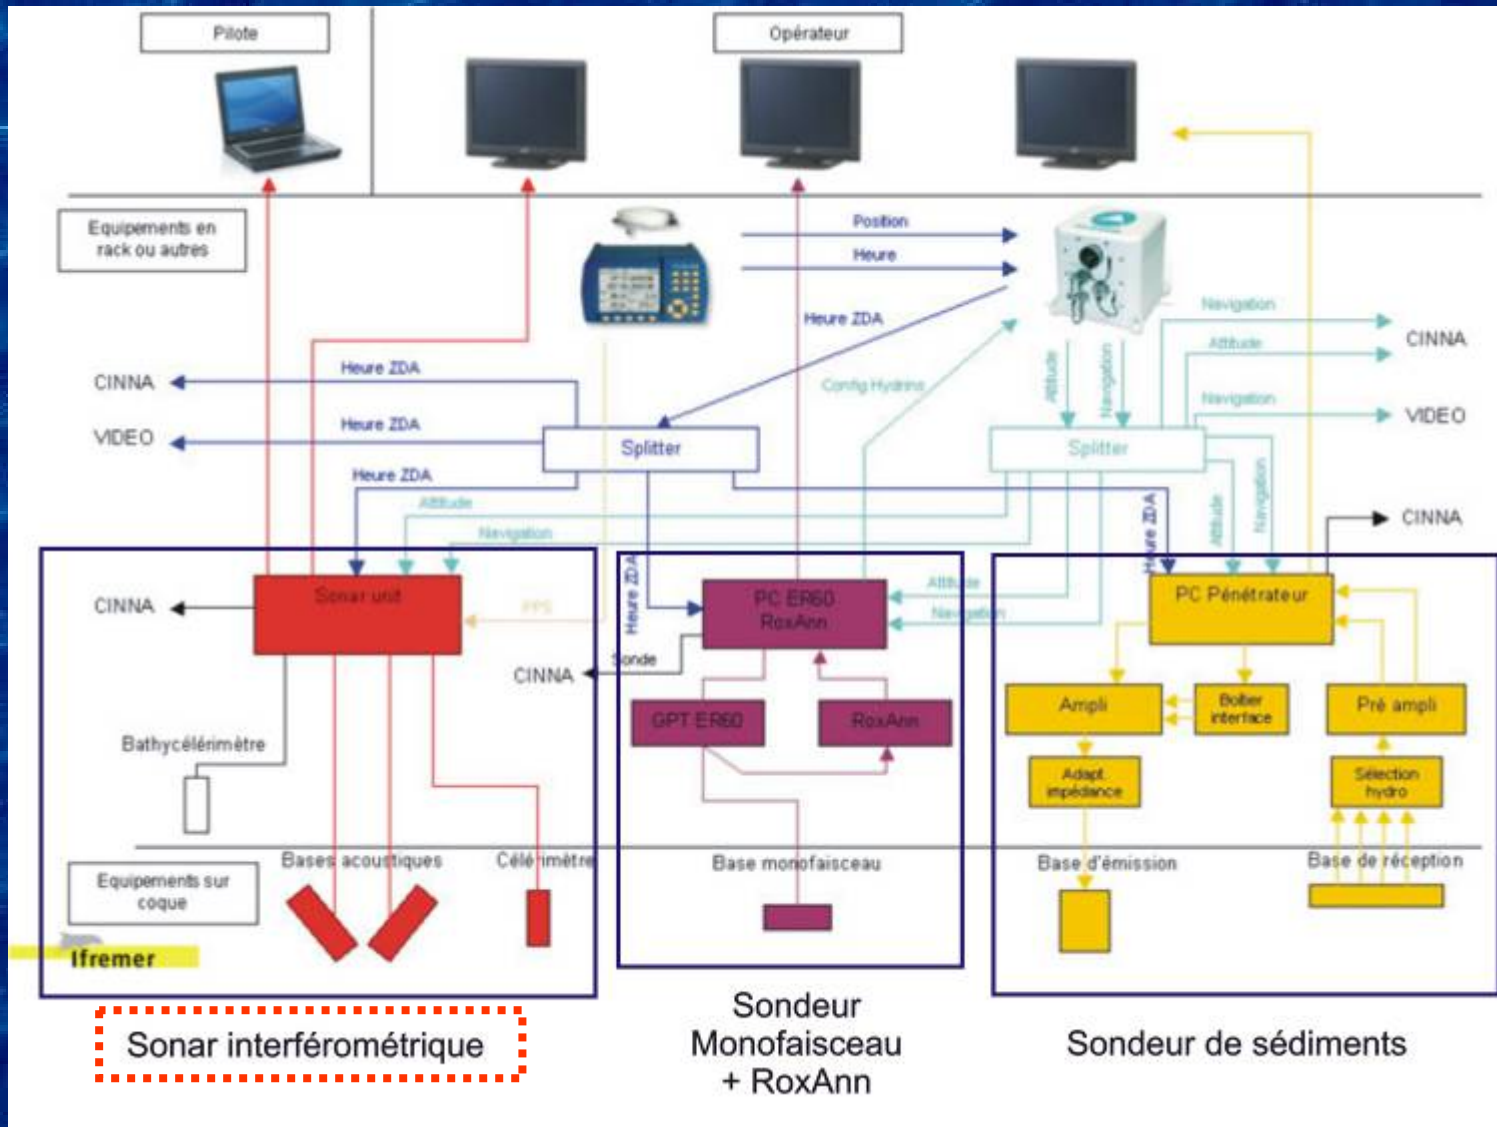 Pilote
Opérateur
Equipements en
rack ou autres
Position
Heure
Heure ZDA
Navigation
Attitude
CINNA
Navigation
VIDEO
Config Hydrins
Attitude
Navigation
CINNA
Heure ZDA
VIDEO
Heure ZDA
Splitter
Splitter
Heure ZDA
Attitude
Navigation
Heure ZDA
Heure ZDA
Attitude
Navigation
CINNA
CINNA
Sonar unit
PPS
PC ER60
RoxAnn
Attitude
Navigation
PC Pénétrateur
Sonde
CINNA
GPT ER60
RoxAnn
Ampli
Boîtier
interface
Pré ampli
Bathycélérimètre
Adapt.
impédance
Sélection
hydro
Bases acoustiques
Célérimètre
Base monofaisceau
Base d'émission
Base de réception
Equipements sur
coque
Ifremer
Sonar interférométrique
Sondeur
Monofaisceau
+ RoxAnn
Sondeur de sédiments